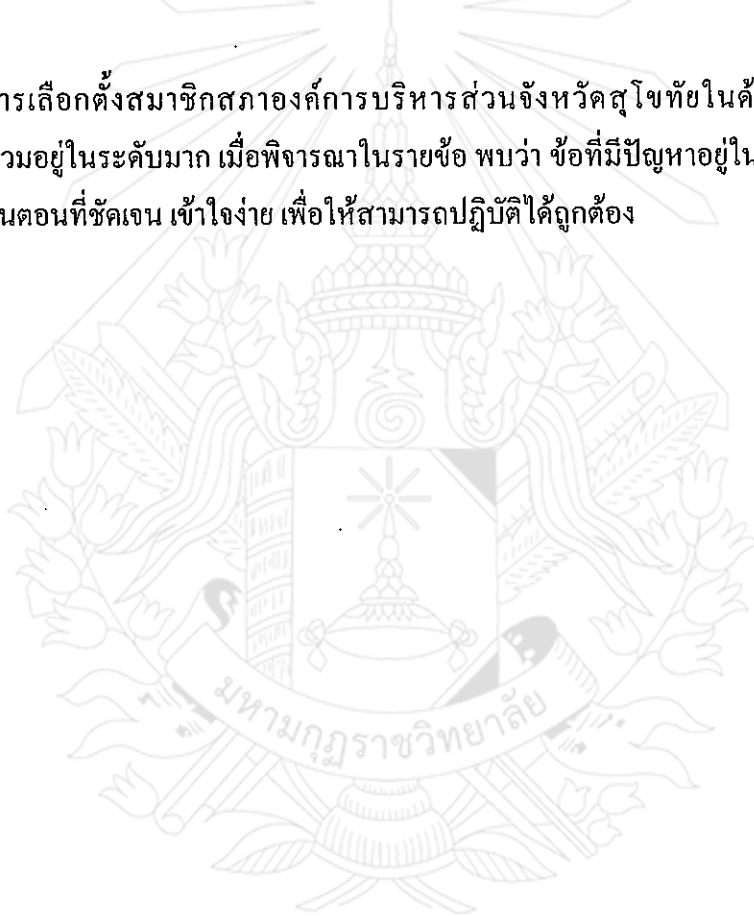 ารเลือกตั้งสมาชิกสภาองค์การบริหารส่วนจังหวัดสุโขทัยในด้
วมอยู่ในระดับมาก เมื่อพิจารณาในรายข้อ พบว่า ข้อที่มีปัญหาอยู่ใน
นตอนที่ชัดเจน เข้าใจง่าย เพื่อให้สามารถปฏิบัติได้ถูกต้อง
มหามกุฏราชวิทยาลัย